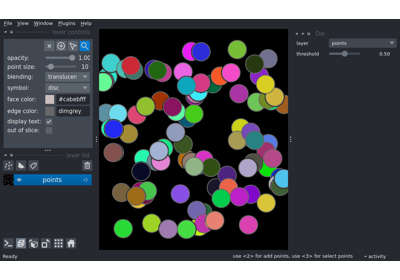 File View Window Plugins Help
layer controls
opacity: 1.00
point size: 10
blending: translucen
symbol: disc
face color: #cabebfff
edge color: dimgrey
display text:
out of slice:
layer list
points
Do
layer points
threshold 0.50
Ready
use <2> for add points, use <3> for select points
activity